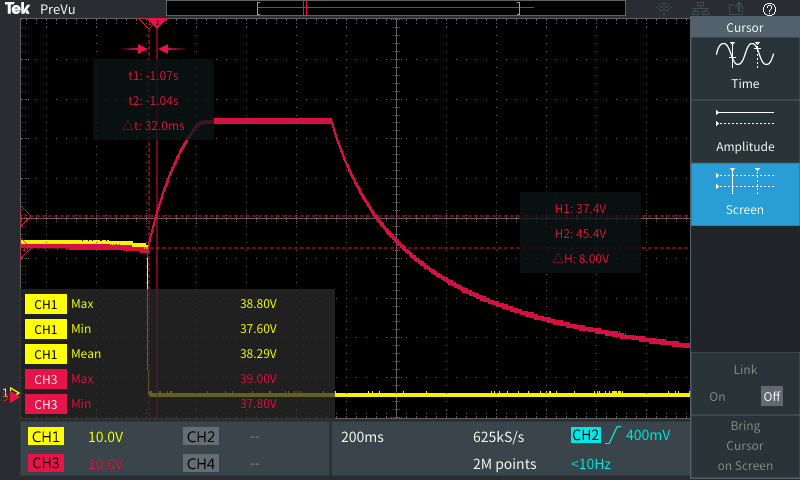 Tek PreVu
Cursor
t1: -1.07s
t2: -1.04s
△t: 32.0ms
Time
Amplitude
Screen
H1: 37.4V
H2: 45.4V
△H: 8.00V
CH1 Max 38.80V
CH1 Min 37.60V
CH1 Mean 38.29V
CH3 Max 39.00V
CH3 Min 37.80V
1
Link
On Off
Bring
Cursor
on Screen
CH1 10.0V CH2 -- 200ms 625kS/s CH2 400mV
CH3 10.0V CH4 -- 2M points <10Hz